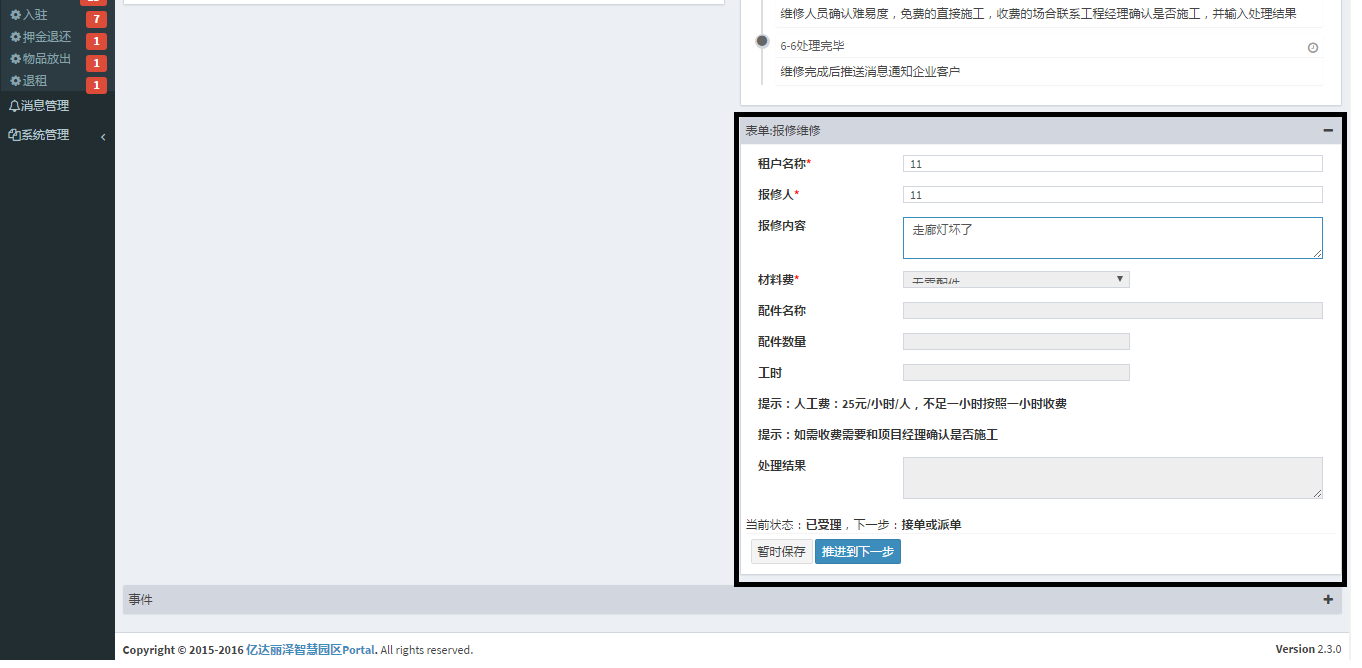 入驻
7
押金退还
1
物品放出
1
退租
1
消息管理
系统管理
维修人员确认难易度，免费的直接施工，收费的场合联系工程经理确认是否施工，并输入处理结果
6-6处理完毕
维修完成后推送消息通知企业客户
表单:报修维修
租户名称* 11
报修人* 11
报修内容 走廊灯坏了
材料费*
配件名称
配件数量
工时
提示：人工费：25元/小时/人，不足一小时按照一小时收费
提示：如需收费需要和项目经理确认是否施工
处理结果
当前状态：已受理，下一步：接单或派单
暂时保存 推进到下一步
事件
Copyright © 2015-2016 亿达丽泽智慧园区Portal. All rights reserved.
Version 2.3.0